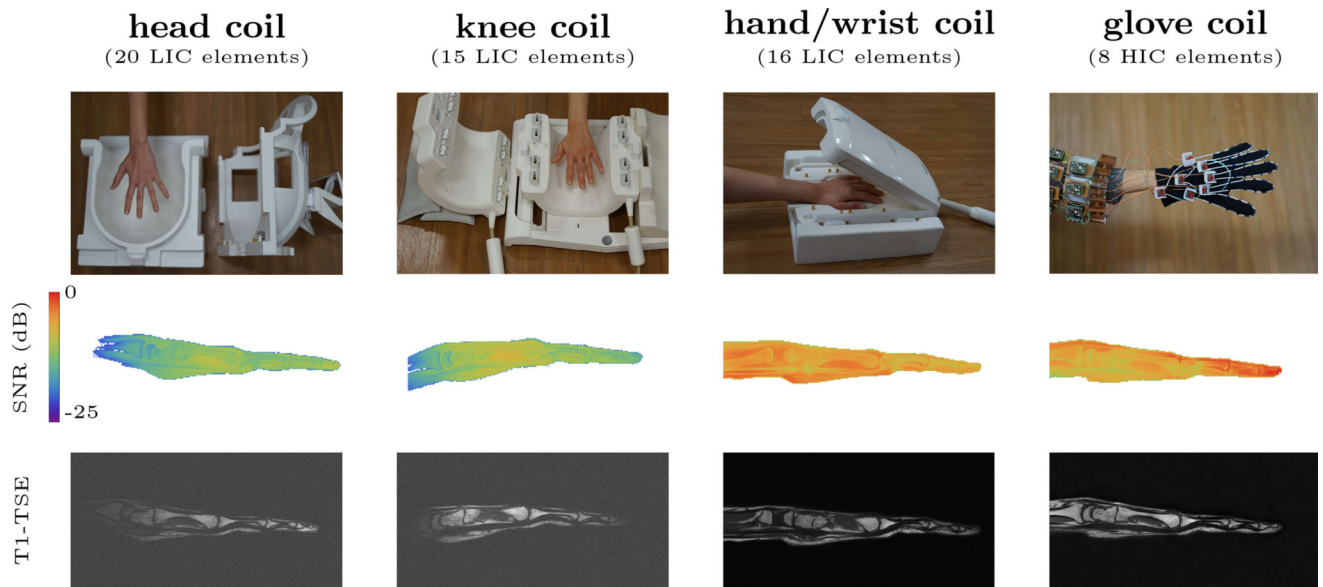 head coil
(20 LIC elements)
knee coil
(15 LIC elements)
hand/wrist coil
(16 LIC elements)
glove coil
(8 HIC elements)
SNR (dB)
0
-25
T1-TSE